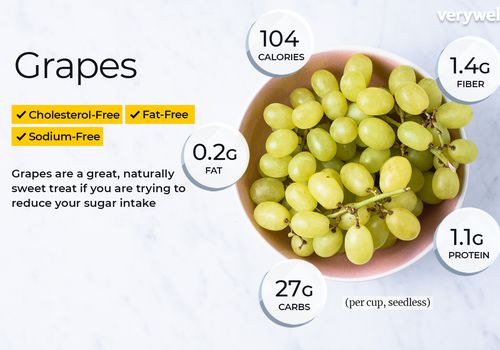 verywel
Grapes
✓ Cholesterol-Free ✓ Fat-Free
✓ Sodium-Free
Grapes are a great, naturally
sweet treat if you are trying to
reduce your sugar intake
104
CALORIES
1.4G
FIBER
0.2G
FAT
1.1G
PROTEIN
27G
CARBS
(per cup, seedless)